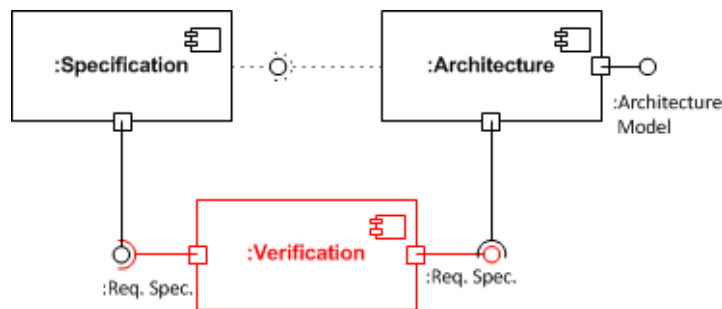 :Specification
:Architecture
:Architecture
Model
:Verification
:Req. Spec.
:Req. Spec.